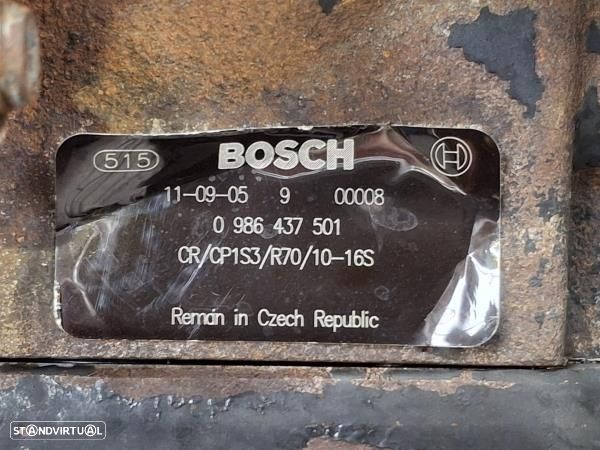 515 BOSCH
11-09-05 9 00008
0 986 437 501
CR/CP1S3/R70/10-16S
Reman in Czech Republic
STANDVIRTUAL